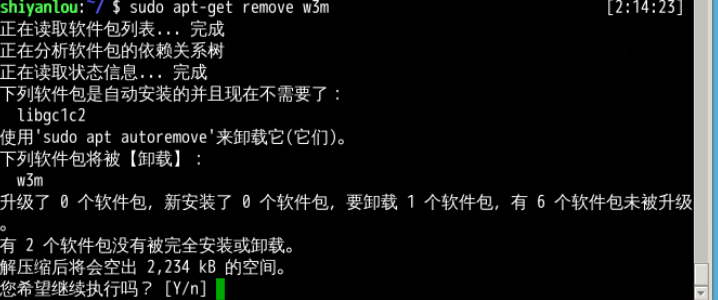 shiyanlou:~/ $ sudo apt-get remove w3m [2:14:23]
正在读取软件包列表... 完成
正在分析软件包的依赖关系树
正在读取状态信息... 完成
下列软件包是自动安装的并且现在不需要了：
libgc1c2
使用'sudo apt autoremove'来卸载它(它们)。
下列软件包将被【卸载】：
w3m
升级了 0 个软件包, 新安装了 0 个软件包, 要卸载 1 个软件包, 有 6 个软件包未被升级
。
有 2 个软件包没有被完全安装或卸载。
解压缩后将会空出 2,234 kB 的空间。
您希望继续执行吗？ [Y/n]